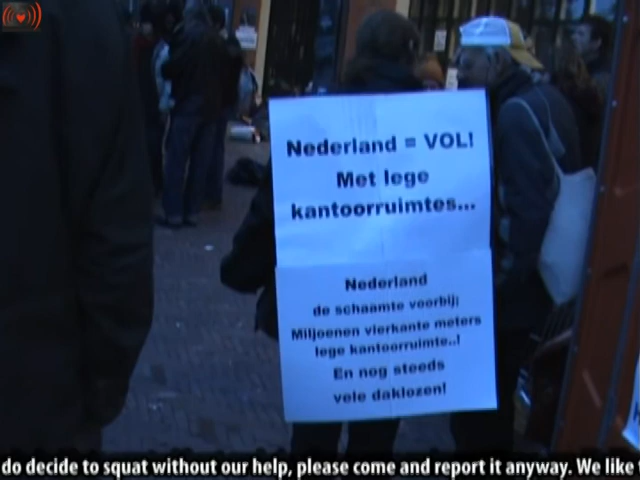 Nederland = VOL!
Met lege
kantoorruimtes...
Nederland
de schaamte voorbij;
Miljoenen vierkante meters
lege kantoorruimte..!
En nog steeds
vele daklozen!
do decide to squat without our help, please come and report it anyway. We like